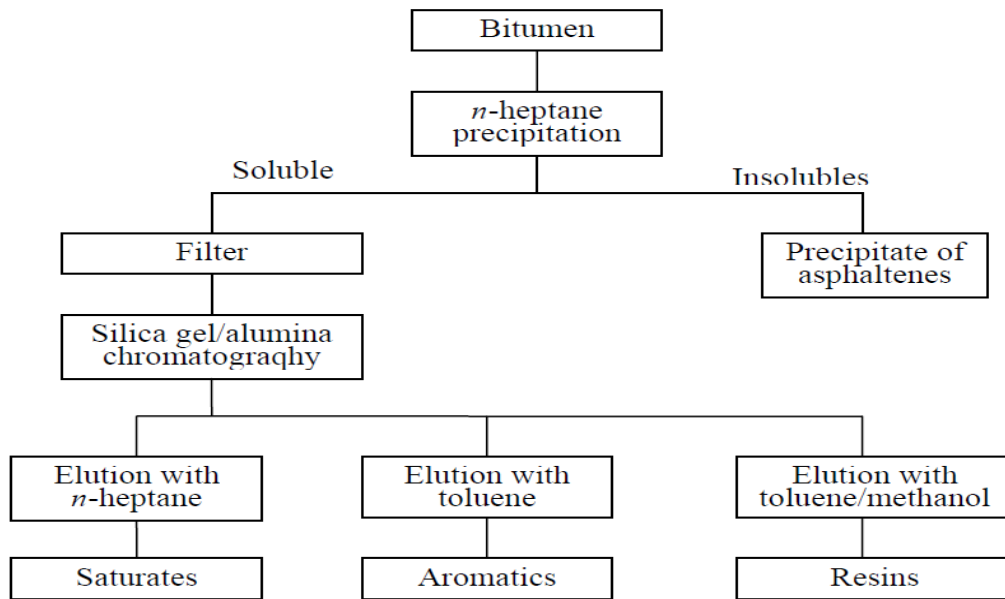 Bitumen
n-heptane
precipitation
Soluble
Insolubles
Filter
Precipitate of
asphaltenes
Silica gel/alumina
chromatograqhy
Elution with
n-heptane
Elution with
toluene
Elution with
toluene/methanol
Saturates
Aromatics
Resins